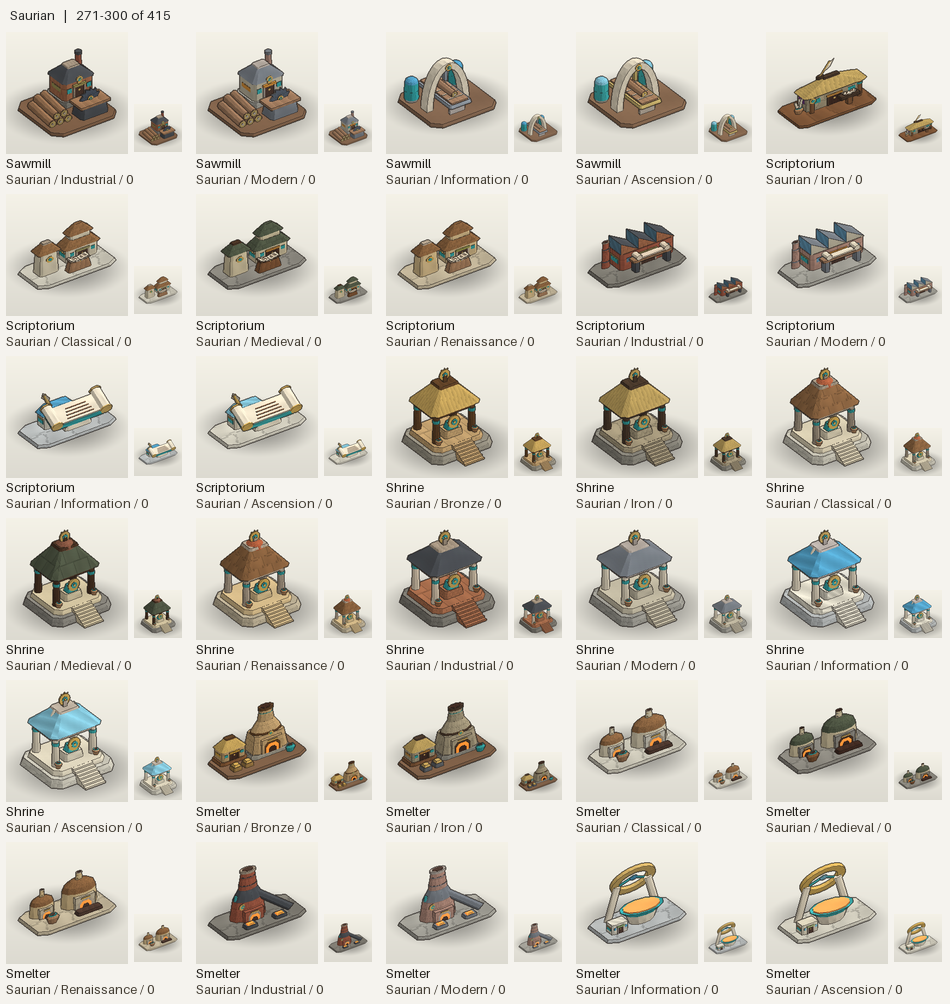 Saurian | 271-300 of 415
Sawmill
Saurian / Industrial / 0
Sawmill
Saurian / Modern / 0
Sawmill
Saurian / Information / 0
Sawmill
Saurian / Ascension / 0
Scriptorium
Saurian / Iron / 0
Scriptorium
Saurian / Classical / 0
Scriptorium
Saurian / Medieval / 0
Scriptorium
Saurian / Renaissance / 0
Scriptorium
Saurian / Industrial / 0
Scriptorium
Saurian / Modern / 0
Scriptorium
Saurian / Information / 0
Scriptorium
Saurian / Ascension / 0
Shrine
Saurian / Bronze / 0
Shrine
Saurian / Iron / 0
Shrine
Saurian / Classical / 0
Shrine
Saurian / Medieval / 0
Shrine
Saurian / Renaissance / 0
Shrine
Saurian / Industrial / 0
Shrine
Saurian / Modern / 0
Shrine
Saurian / Information / 0
Shrine
Saurian / Ascension / 0
Smelter
Saurian / Bronze / 0
Smelter
Saurian / Iron / 0
Smelter
Saurian / Classical / 0
Smelter
Saurian / Medieval / 0
Smelter
Saurian / Renaissance / 0
Smelter
Saurian / Industrial / 0
Smelter
Saurian / Modern / 0
Smelter
Saurian / Information / 0
Smelter
Saurian / Ascension / 0